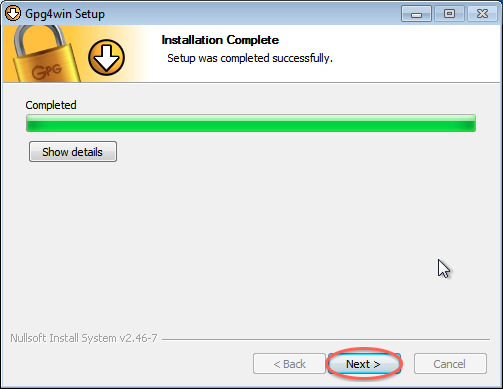 Gpg4win Setup
Installation Complete
Setup was completed successfully.
GPG
Completed
Show details
Nullsoft Install System v2.46-7
< Back
Next >
Cancel